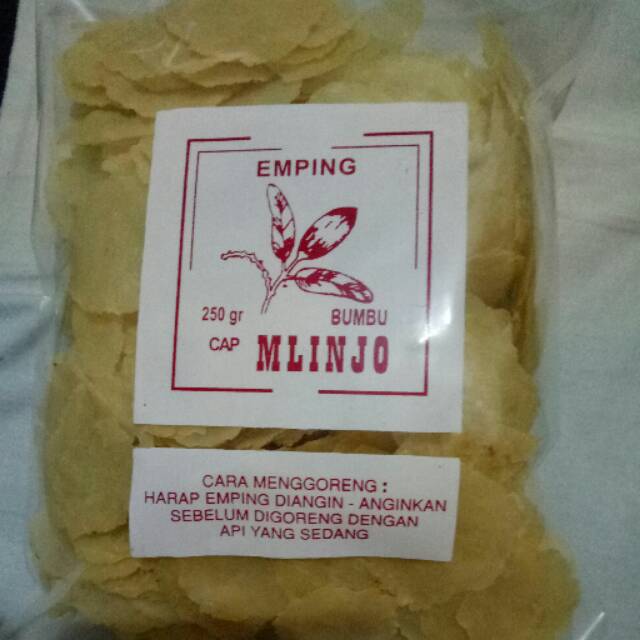 EMPING
250 gr BUMBU
CAP MLINJO
CARA MENGGORENG :
HARAP EMPING DIANGIN - ANGINKAN
SEBELUM DIGORENG DENGAN
API YANG SEDANG